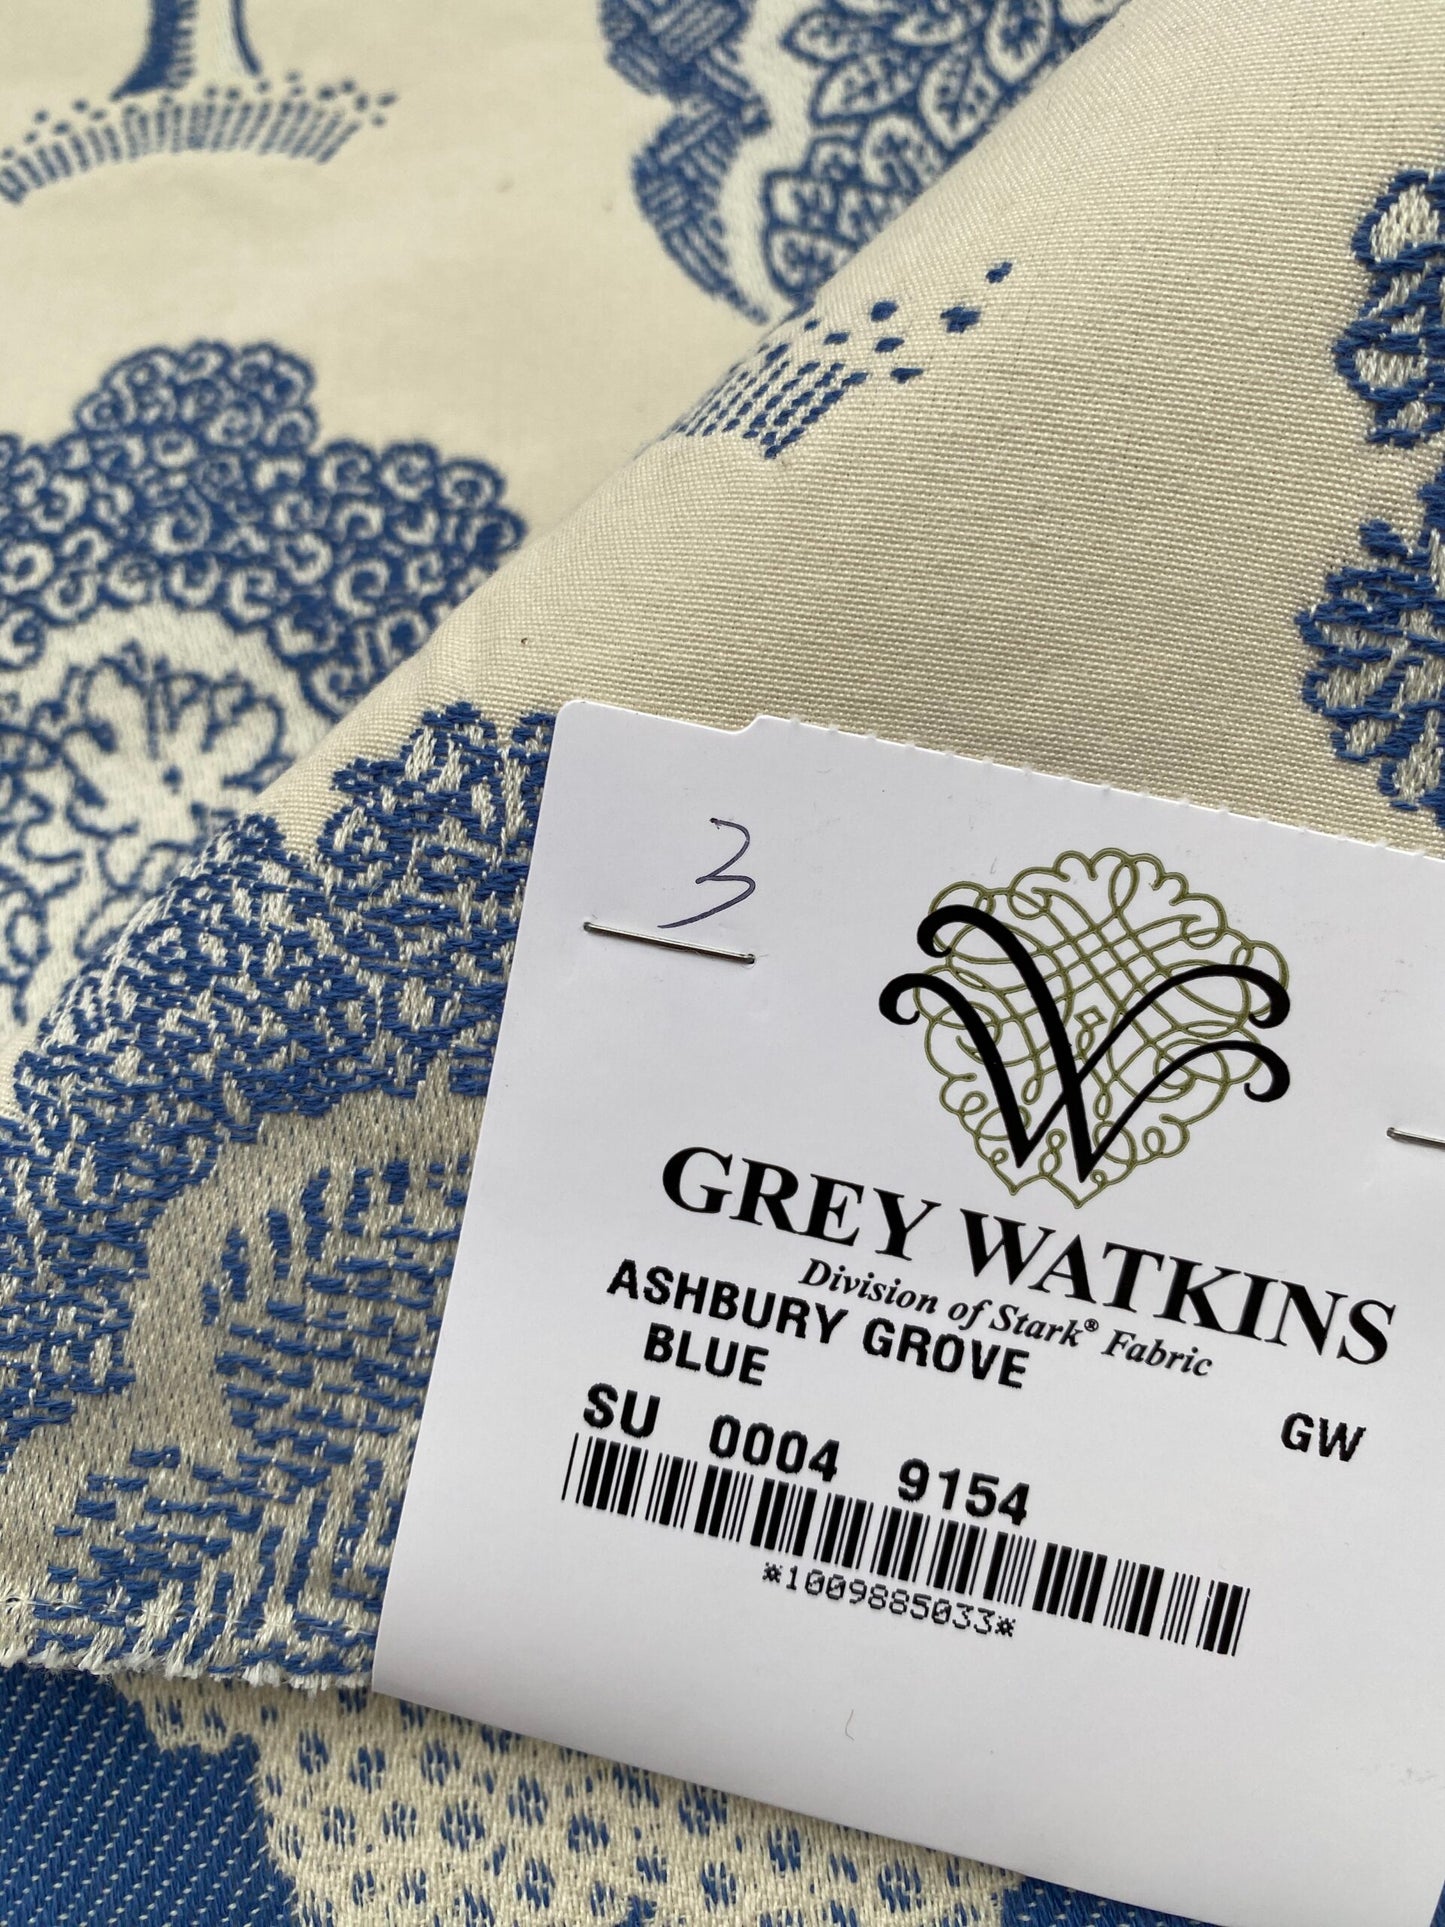 3
W
GREY WATKINS
Division of Stark® Fabric
ASHBURY GROVE
BLUE
GW
SU 0004 9154
*1009885033*